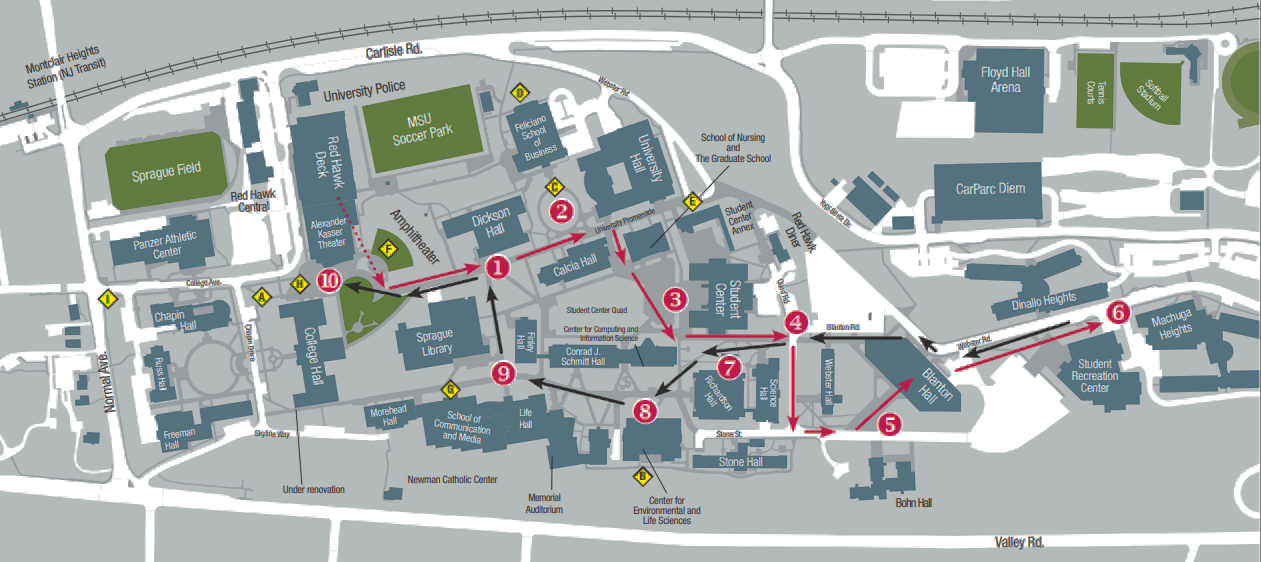 Montclair Heights
Station (NJ Transit)
Carlisle Rd.
University Police
MSU
Soccer Park
Sprague Field
Red Hawk
Deck
Red Hawk
Central
Alexander
Kasser
Theater
Panzer Athletic
Center
Amphitheater
Dickson
Hall
Feliciano
School
of
Business
Webster Rd.
University
Hall
School of Nursing
and
The Graduate School
Floyd Hall
Arena
Tennis
Courts
Softball
Stadium
CarParc Diem
Yogi Berra Dr.
Red Hawk
Diner
Student
Center
Annex
University Promenade
Calcia Hall
D
C
2
E
F
1
10
H
A
I
College Ave.
Chapin
Hall
Russ Hall
Freeman
Hall
Normal Ave.
College Hall
Skyline Way
Under renovation
Sprague
Library
Finley
Hall
Student Center Quad
Center for Computing and
Information Science
Conrad J.
Schmitt Hall
3
Student
Center
4
Blanton Rd.
Dinallo Heights
Webster Rd.
6
Machuga
Heights
Student
Recreation
Center
Blanton
Hall
5
7
Richardson
Hall
Science
Hall
Webster Hall
8
9
G
Morehead
Hall
School of
Communication
and Media
Life
Hall
Stone St.
Stone Hall
Bohn Hall
Newman Catholic Center
Memorial
Auditorium
B
Center for
Environmental and
Life Sciences
Valley Rd.